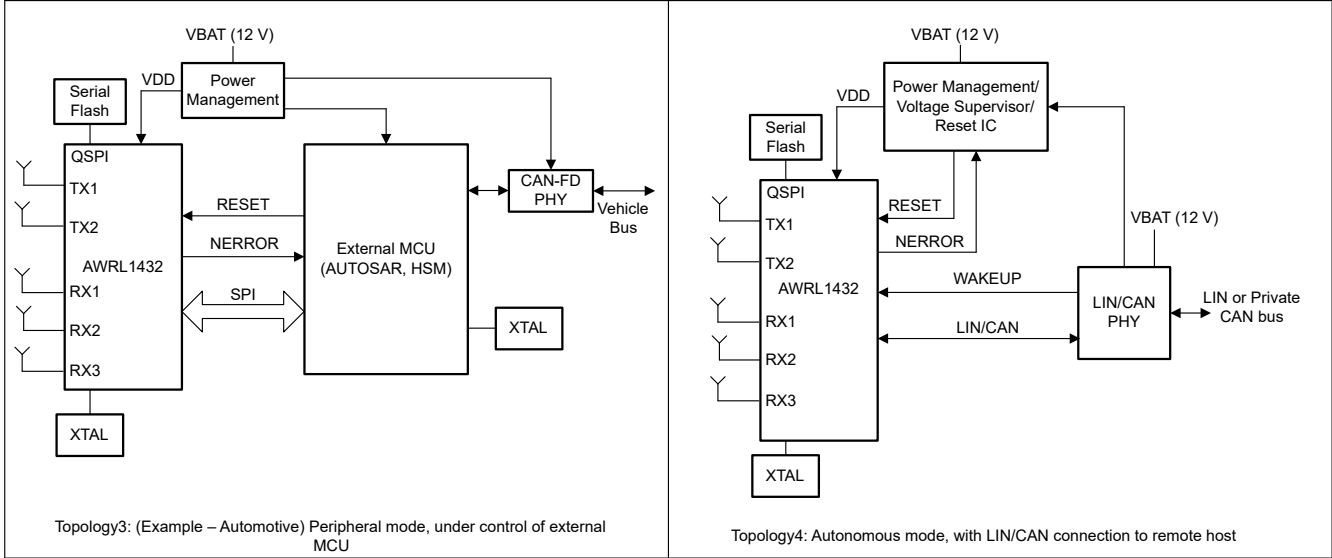 VBAT (12 V)
VDD
Power
Management
Serial
Flash
QSPI
TX1
TX2
AWRL1432
RX1
RX2
RX3
RESET
NERROR
SPI
External MCU
(AUTOSAR, HSM)
CAN-FD
PHY
Vehicle
Bus
XTAL
XTAL
Topology3: (Example – Automotive) Peripheral mode, under control of external
MCU
VBAT (12 V)
Power Management/
Voltage Supervisor/
Reset IC
VDD
Serial
Flash
QSPI
TX1
TX2
AWRL1432
RX1
RX2
RX3
RESET
NERROR
WAKEUP
LIN/CAN
VBAT (12 V)
LIN/CAN
PHY
LIN or Private
CAN bus
XTAL
Topology4: Autonomous mode, with LIN/CAN connection to remote host